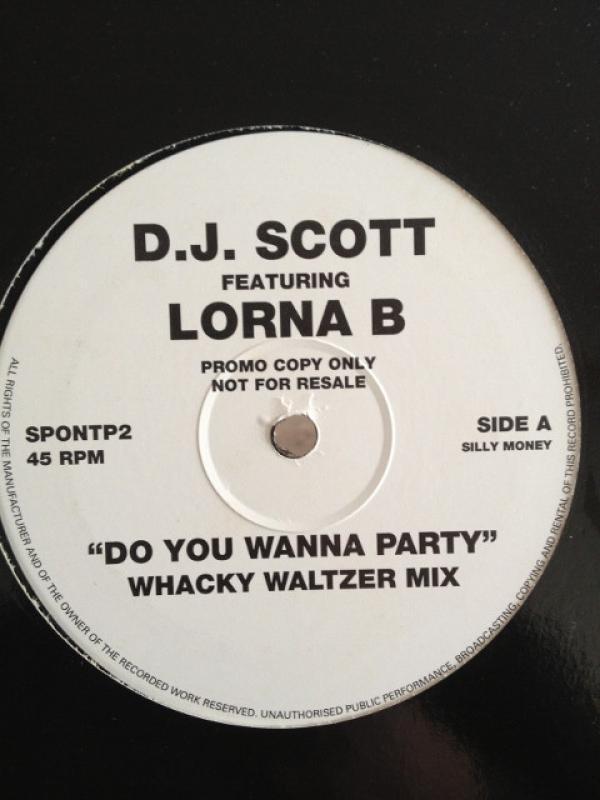 D.J. SCOTT
FEATURING
LORNA B
PROMO COPY ONLY
NOT FOR RESALE
SPONTP2
45 RPM
SIDE A
SILLY MONEY
“DO YOU WANNA PARTY”
WHACKY WALTZER MIX
ALL RIGHTS OF THE MANUFACTURER AND OF THE OWNER OF THE RECORDED WORK RESERVED. UNAUTHORISED PUBLIC PERFORMANCE, BROADCASTING, COPYING AND RENTAL OF THIS RECORD PROHIBITED.